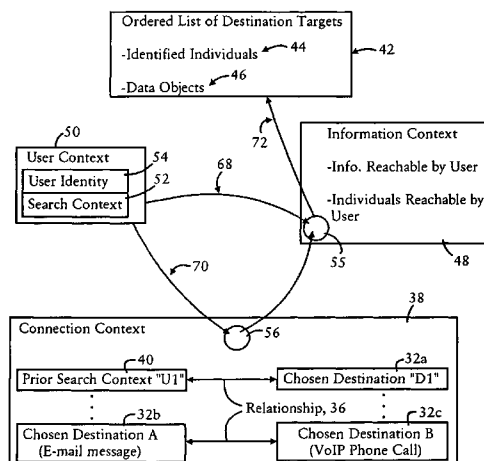 Ordered List of Destination Targets
-Identified Individuals 44
-Data Objects 46
42
50
User Context
54
User Identity
Search Context
52
68
72
Information Context
-Info. Reachable by User
-Individuals Reachable by User
55
48
70
38
Connection Context
56
40
32a
Prior Search Context "U1"
Chosen Destination "D1"
32b
Relationship, 36
32c
Chosen Destination A
(E-mail message)
Chosen Destination B
(VoIP Phone Call)